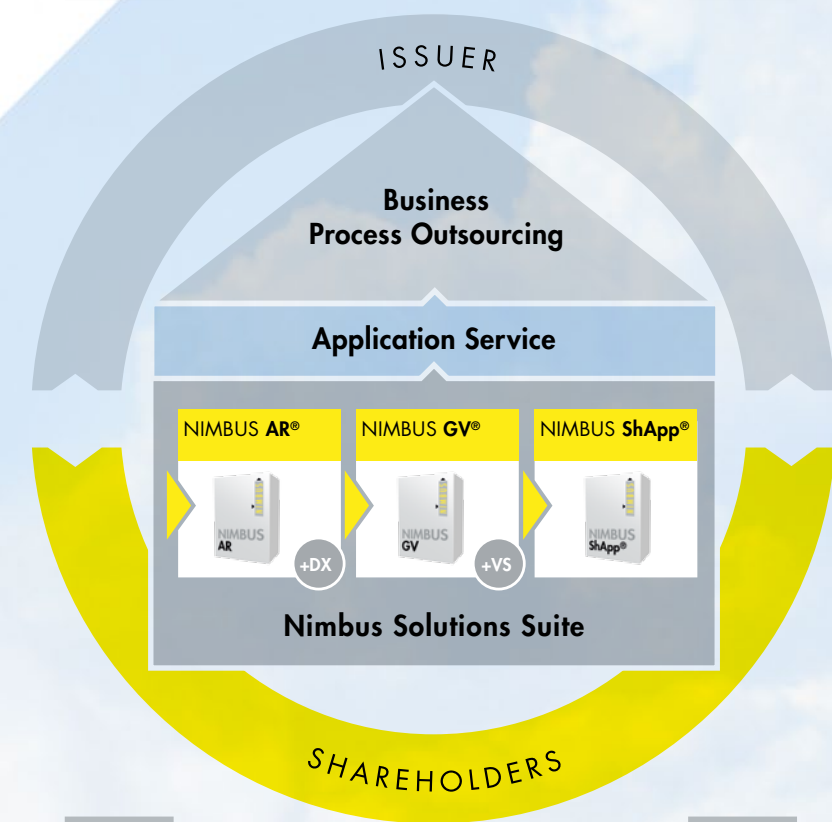 ISSUER
Business
Process Outsourcing
Application Service
NIMBUS AR®
NIMBUS GV®
NIMBUS ShApp®
NIMBUS
AR
NIMBUS
GV
NIMBUS
ShApp®
+DX
+VS
Nimbus Solutions Suite
SHAREHOLDERS